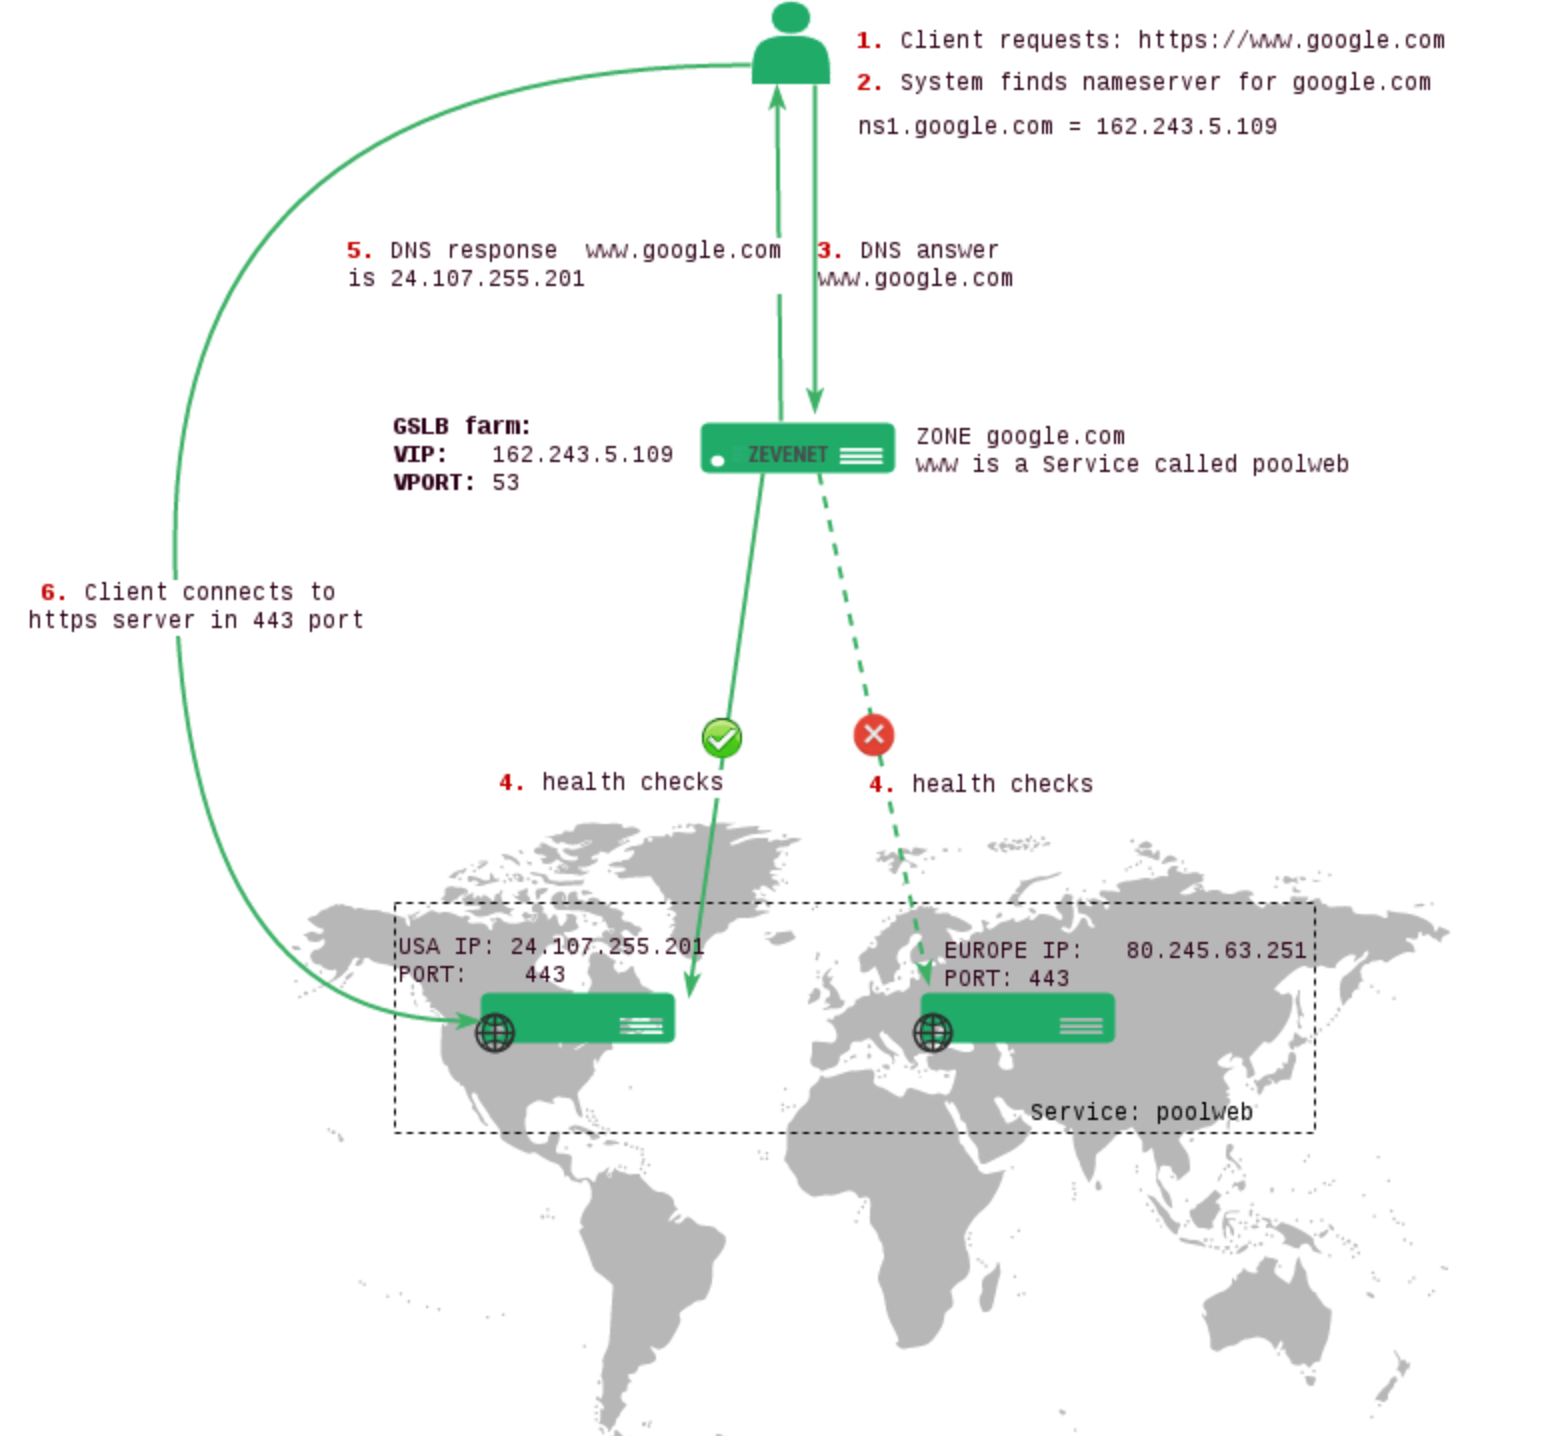 1. Client requests: https://www.google.com
2. System finds nameserver for google.com
ns1.google.com = 162.243.5.109
5. DNS response www.google.com
is 24.107.255.201
3. DNS answer
www.google.com
GSLB farm:
VIP: 162.243.5.109
VPORT: 53
ZEVENET
ZONE google.com
www is a Service called poolweb
6. Client connects to
https server in 443 port
4. health checks
4. health checks
USA IP: 24.107.255.201
PORT: 443
EUROPE IP: 80.245.63.251
PORT: 443
Service: poolweb